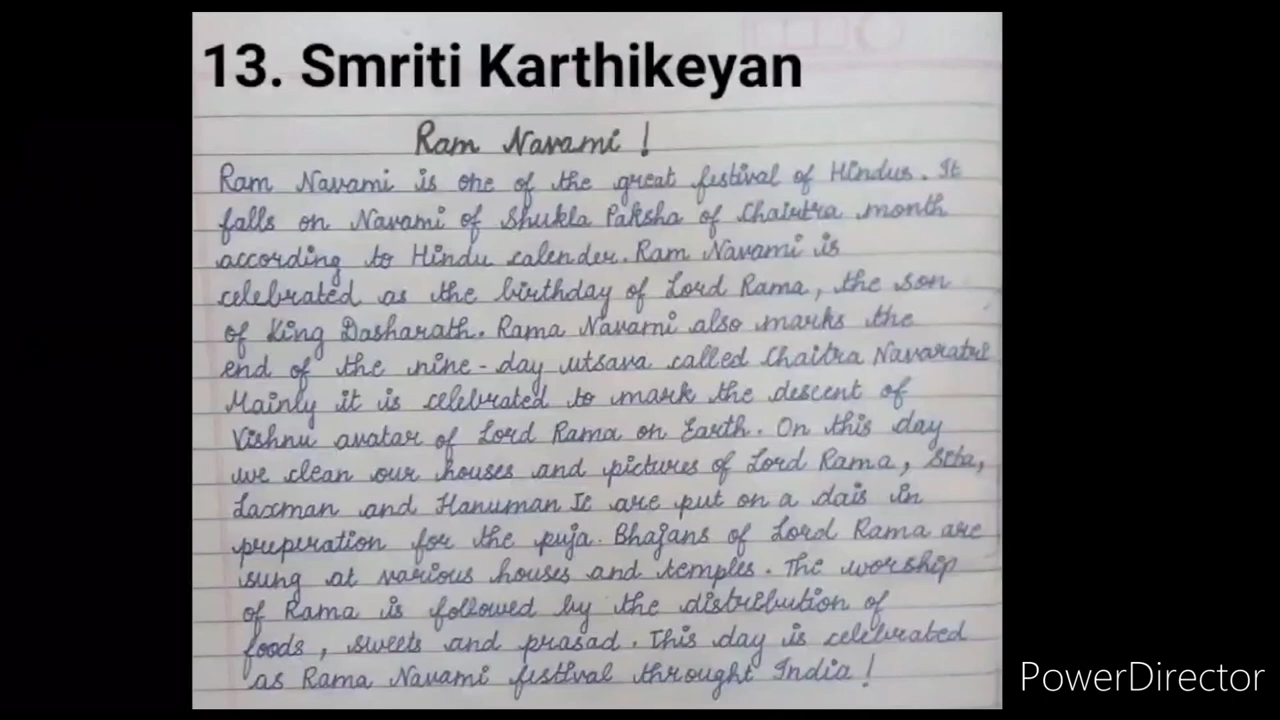 13. Smriti Karthikeyan
Ram Navami !
Ram Navami is one of the great festival of Hindus. It
falls on Navami of Shukla Paksha of Chairtra month
according to Hindu calender. Ram Navami is
celebrated as the birthday of Lord Rama, the son
of King Dasharath. Rama Navami also marks the
end of the nine-day utsava called Chaitra Navaratri
Mainly it is celebrated to mark the descent of
Vishnu avatar of Lord Rama on Earth. On this day
we clean our houses and pictures of Lord Rama, Sita,
Laxman and Hanuman Ji are put on a dais in
preperation for the puja. Bhajans of Lord Rama are
sung at various houses and temples. The worship
of Rama is followed by the distribution of
foods, sweets and prasad. This day is celebrated
as Rama Navami festival throught India !
PowerDirector